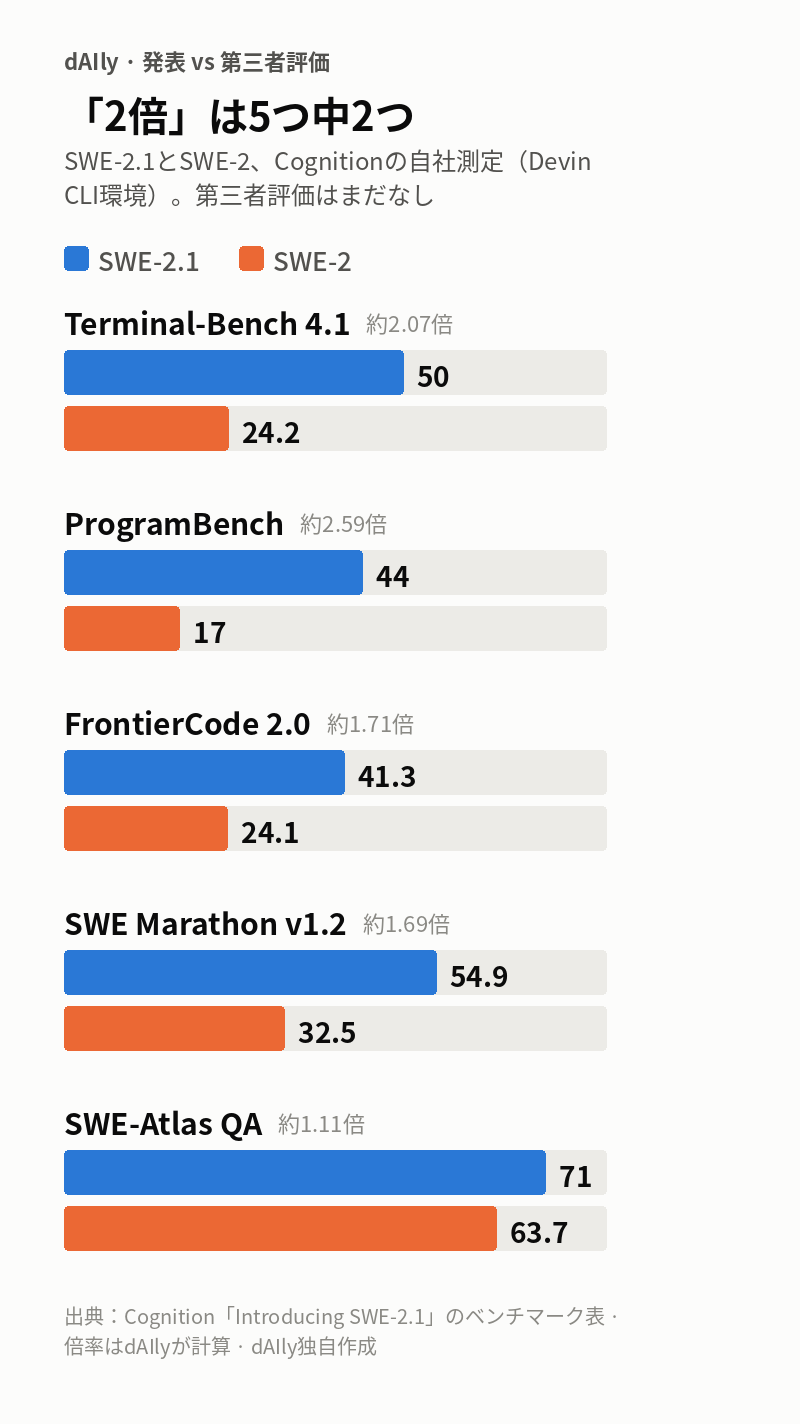 dAIly · 発表 vs 第三者評価
「2倍」は5つ中2つ
SWE-2.1とSWE-2、Cognitionの自社測定（Devin
CLI環境）。第三者評価はまだなし
SWE-2.1 SWE-2
Terminal-Bench 4.1 約2.07倍
50
24.2
ProgramBench 約2.59倍
44
17
FrontierCode 2.0 約1.71倍
41.3
24.1
SWE Marathon v1.2 約1.69倍
54.9
32.5
SWE-Atlas QA 約1.11倍
71
63.7
出典：Cognition「Introducing SWE-2.1」のベンチマーク表 ·
倍率はdAIlyが計算 · dAIly独自作成